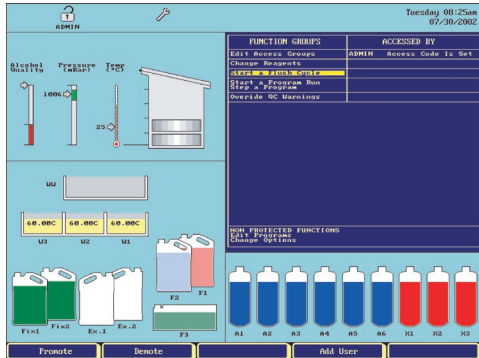 ADMIN
Tuesday 08:25am
07/30/2002
Alcohol Quality
Pressure (mBar)
Temp (°C)
1006
25
FUNCTION GROUPS
ACCESSED BY
Edit Access Groups
ADMIN Access Code Is Set
Change Reagents
Start a Flush Cycle
Start a Program Run
Step a Program
Overide QC Warnings
NON PROTECTED FUNCTIONS
Edit Programs
Change Options
WW
60.00C 60.00C 60.00C
W3 W2 W1
Fix1 Fix2 Ex.1 Ex.2
F2 F1
F3
A1 A2 A3 A4 A5 A6 X1 X2 X3
Promote
Demote
Add User